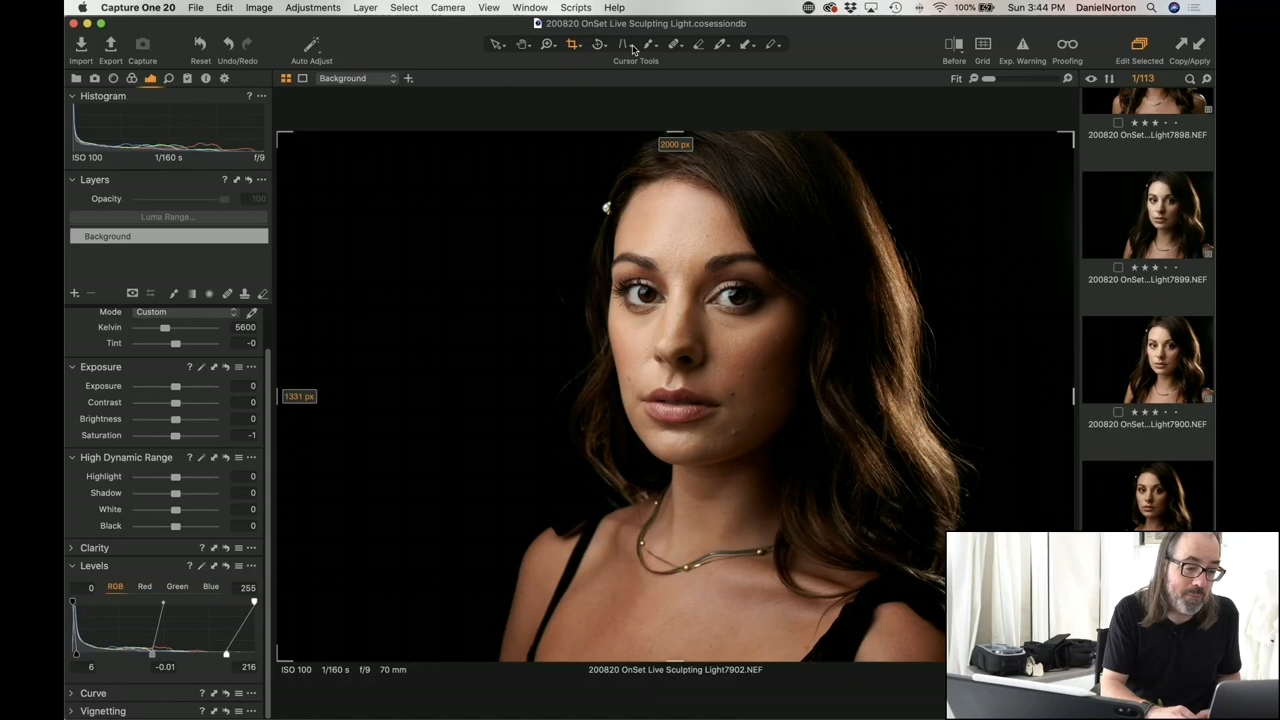 Capture One 20 File Edit Image Adjustments Layer Select Camera View Window Scripts Help 100% Sun 3:44 PM DanielNorton
200820 OnSet Live Sculpting Light.cosessiondb
Import Export Capture Reset Undo/Redo Auto Adjust Cursor Tools Before Grid Exp. Warning Proofing Edit Selected Copy/Apply
Background Fit 1/113
Histogram
ISO 100 1/160 s f/9
Layers
Opacity 100
Luma Range...
Background
Mode Custom
Kelvin 5600
Tint -0
Exposure
Exposure 0
Contrast 0
Brightness 0
Saturation -1
High Dynamic Range
Highlight 0
Shadow 0
White 0
Black 0
Clarity
Levels
0 RGB Red Green Blue 255
6 -0.01 216
Curve
Vignetting
2000 px
1331 px
ISO 100 1/160 s f/9 70 mm 200820 OnSet Live Sculpting Light7902.NEF
200820 OnSet...Light7898.NEF
200820 OnSet...Light7899.NEF
200820 OnSet...Light7900.NEF